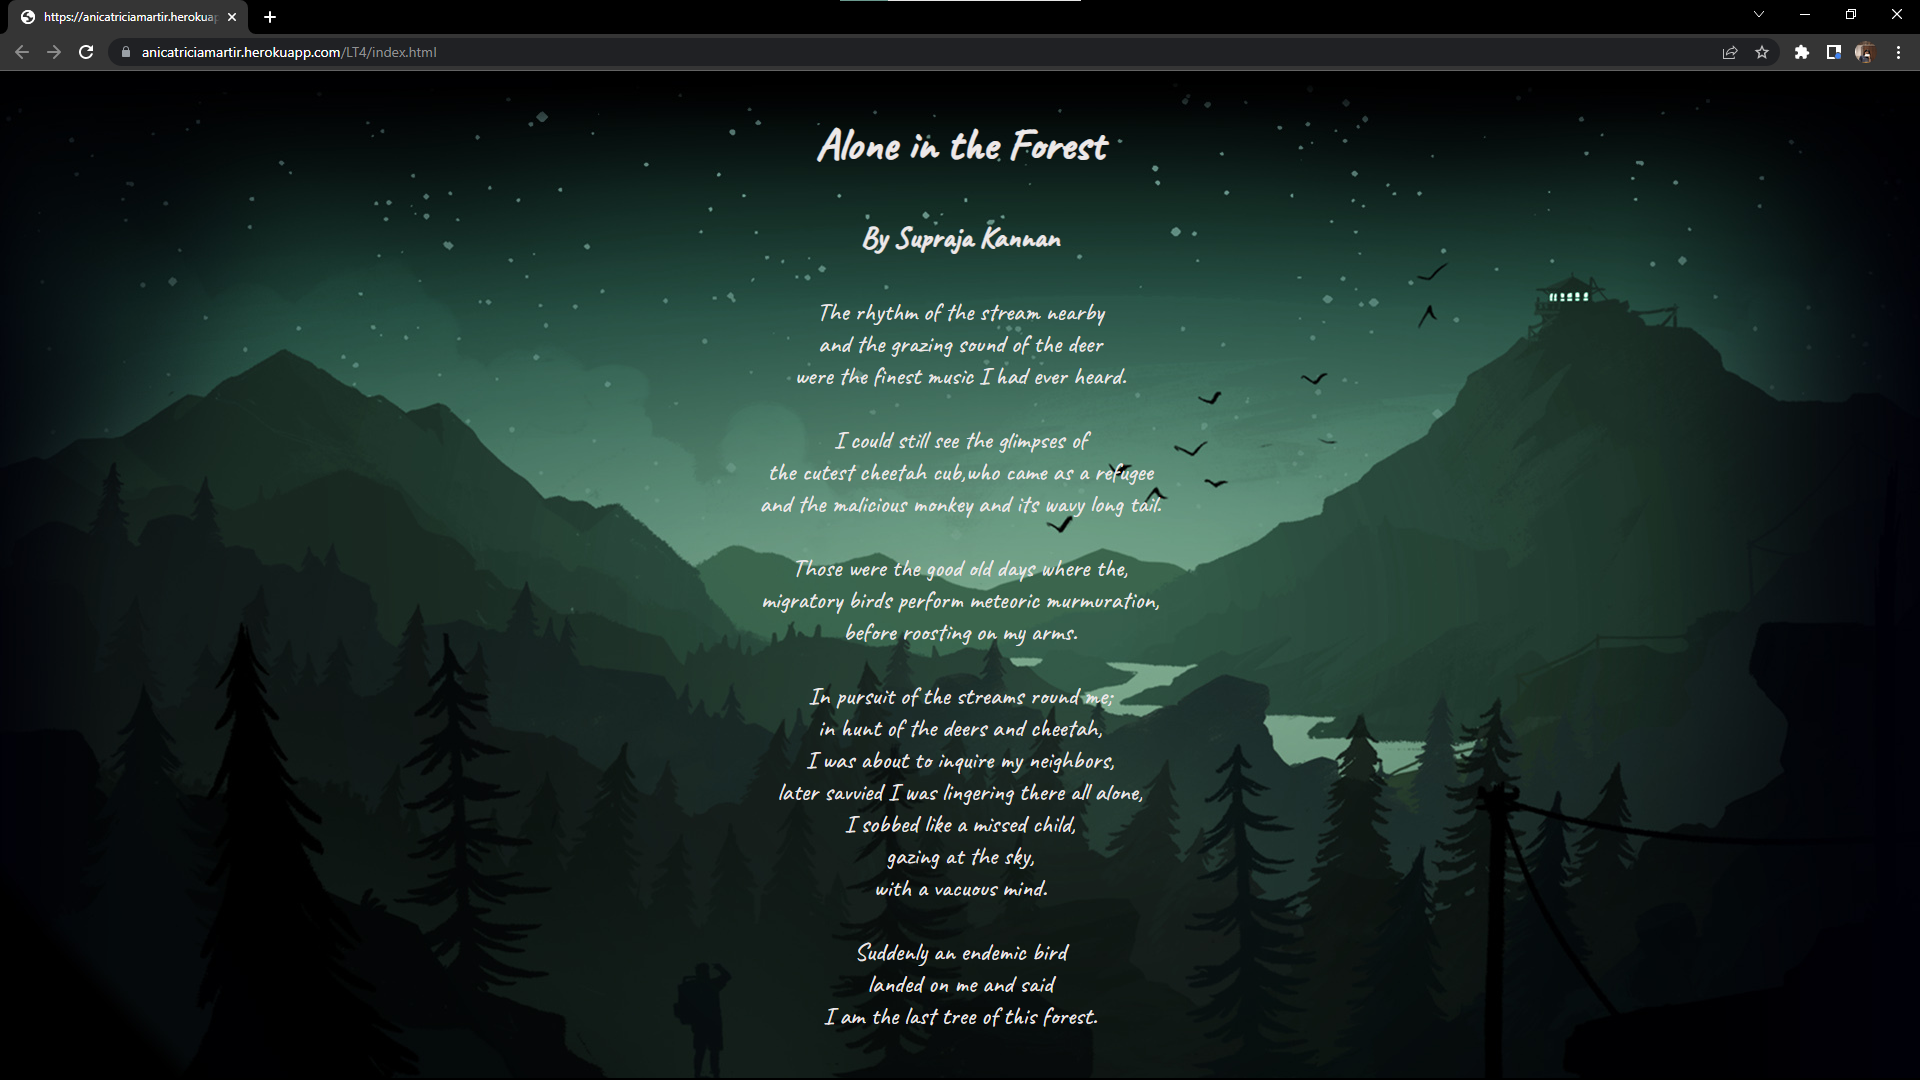 https://anicatriciamartir.herokuap
anicatriciamartir.herokuapp.com/LT4/index.html
Alone in the Forest
By Supraja Kannan
The rhythm of the stream nearby
and the grazing sound of the deer
were the finest music I had ever heard.
I could still see the glimpses of
the cutest cheetah cub,who came as a refugee
and the malicious monkey and its wavy long tail.
Those were the good old days where the,
migratory birds perform meteoric murmuration,
before roosting on my arms.
In pursuit of the streams round me;
in hunt of the deers and cheetah,
I was about to inquire my neighbors,
later savvied I was lingering there all alone,
I sobbed like a missed child,
gazing at the sky,
with a vacuous mind.
Suddenly an endemic bird
landed on me and said
I am the last tree of this forest.